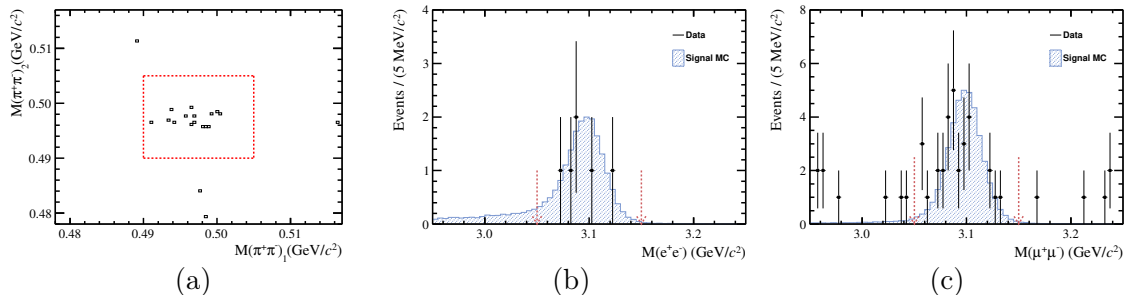 M(π⁺π⁻)₂(GeV/c²)
0.51
0.50
0.49
0.48
0.48 0.49 0.50 0.51
M(π⁺π⁻)₁(GeV/c²)
(a)
Events / (5 MeV/c²)
4
3
2
1
0
Data
Signal MC
3.0 3.1 3.2
M(e⁺e⁻) (GeV/c²)
(b)
Events / (5 MeV/c²)
8
6
4
2
0
Data
Signal MC
3.0 3.1 3.2
M(μ⁺μ⁻) (GeV/c²)
(c)